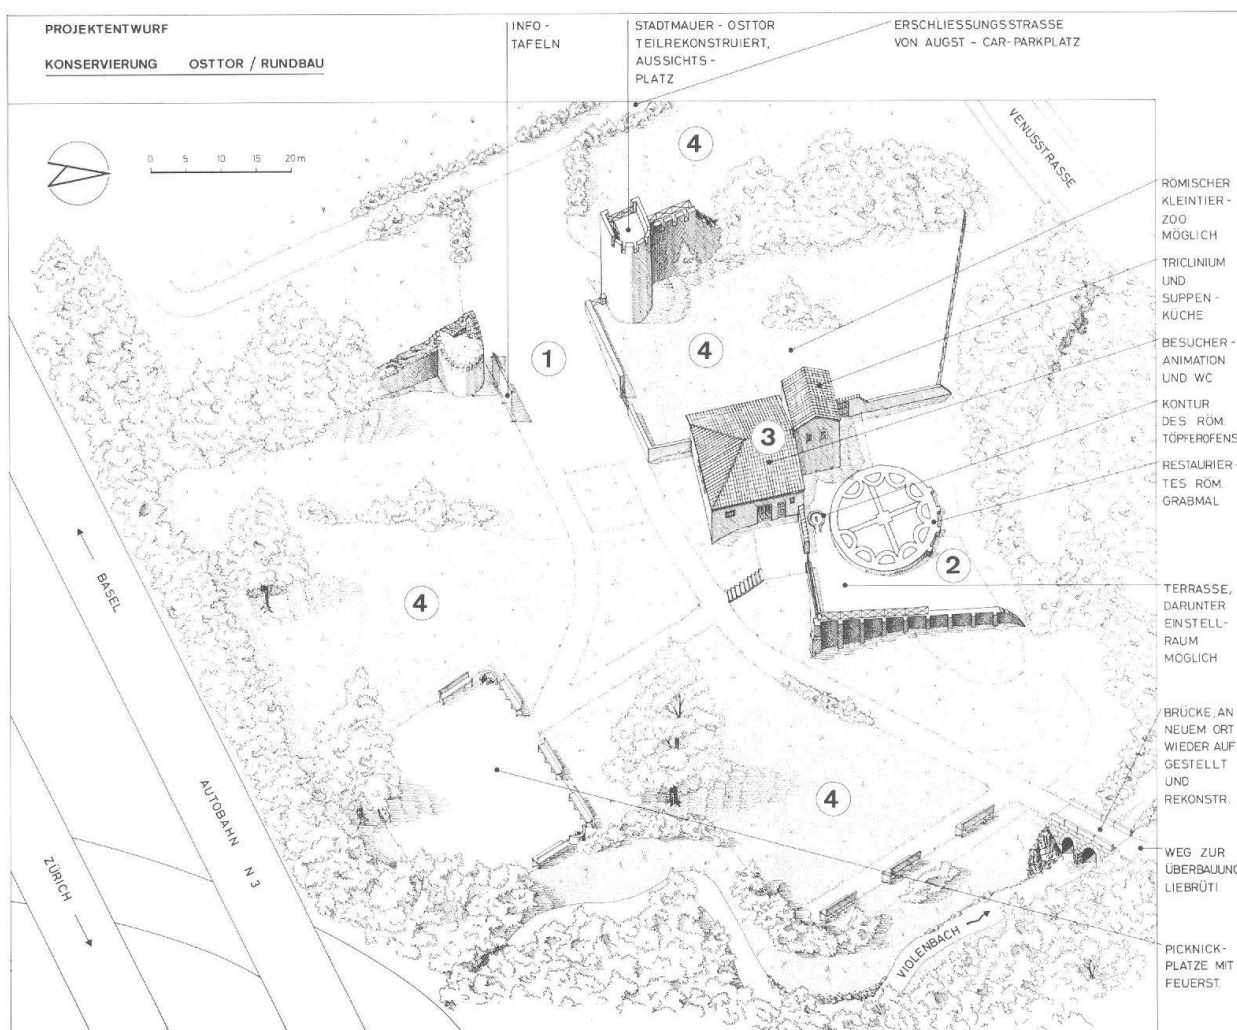 PROJEKTENTWURF
KONSERVIERUNG OSTTOR / RUNDBAU
0 5 10 15 20 m
INFO -
TAFELN
STADTMAUER - OSTTOR
TEILREKONSTRUIERT,
AUSSICHTS -
PLATZ
ERSCHLIESSUNGSSTRASSE
VON AUGST - CAR-PARKPLATZ
VENUSSTRASSE
RÖMISCHER
KLEINTIER -
ZOO
MÖGLICH
TRICLINIUM
UND
SUPPEN -
KÜCHE
BESUCHER -
ANIMATION
UND WC
KONTUR
DES RÖM.
TÖPFEROFENS
RESTAURIER -
TES RÖM.
GRABMAL
TERRASSE,
DARUNTER
EINSTELL -
RAUM
MÖGLICH
BRÜCKE, AN
NEUEM ORT
WIEDER AUF
GESTELLT
UND
REKONSTR.
WEG ZUR
ÜBERBAUUNG
LIEBRÜTI
PICKNICK -
PLÄTZE MIT
FEUERST.
4
4
1
3
2
4
4
BASEL
AUTOBAHN N 3
ZÜRICH
VIOLENBACH